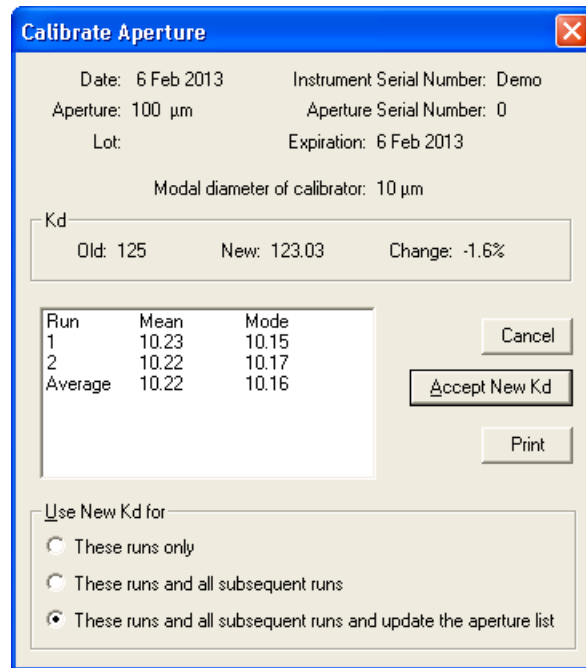 Calibrate Aperture
Date: 6 Feb 2013 Instrument Serial Number: Demo
Aperture: 100 µm Aperture Serial Number: 0
Lot: Expiration: 6 Feb 2013
Modal diameter of calibrator: 10 µm
Kd
Old: 125 New: 123.03 Change: -1.6%
Run Mean Mode
1 10.23 10.15
2 10.22 10.17
Average 10.22 10.16
Cancel
Accept New Kd
Print
Use New Kd for
These runs only
These runs and all subsequent runs
These runs and all subsequent runs and update the aperture list